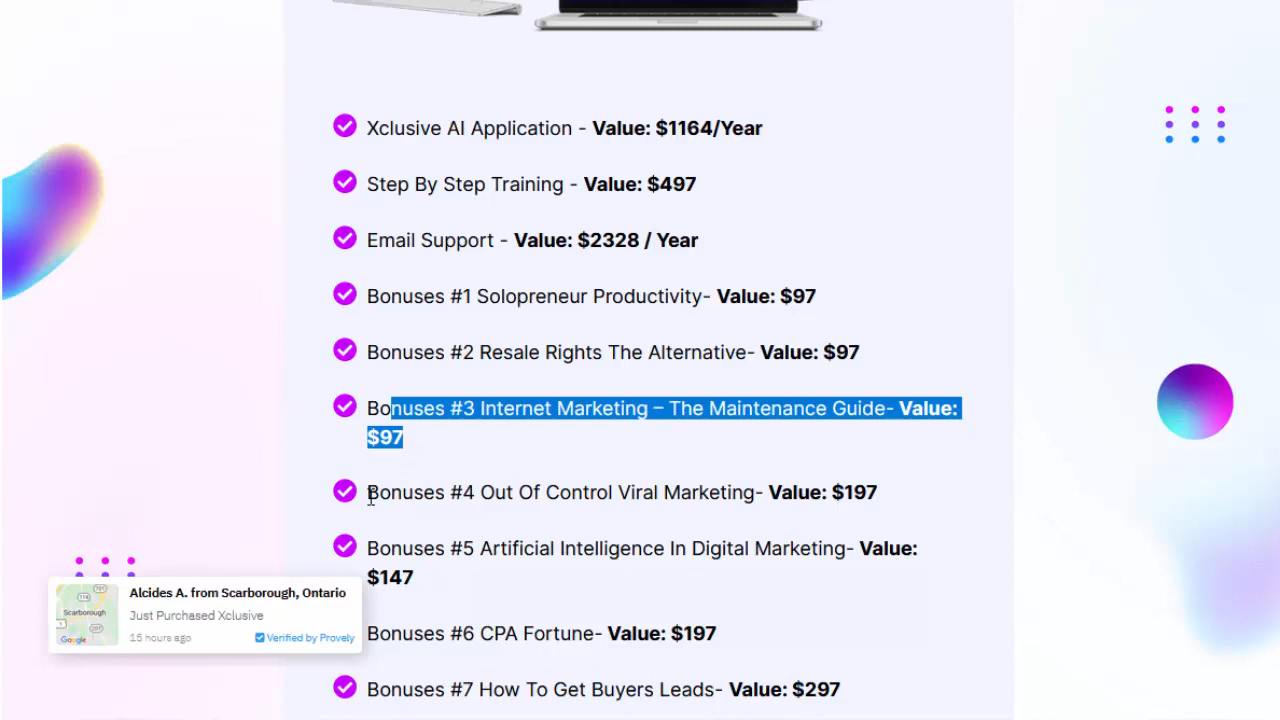 Xclusive AI Application - Value: $1164/Year
Step By Step Training - Value: $497
Email Support - Value: $2328 / Year
Bonuses #1 Solopreneur Productivity- Value: $97
Bonuses #2 Resale Rights The Alternative- Value: $97
Bonuses #3 Internet Marketing – The Maintenance Guide- Value:
$97
Bonuses #4 Out Of Control Viral Marketing- Value: $197
Bonuses #5 Artificial Intelligence In Digital Marketing- Value:
$147
Bonuses #6 CPA Fortune- Value: $197
Bonuses #7 How To Get Buyers Leads- Value: $297
Alcides A. from Scarborough, Ontario
Just Purchased Xclusive
15 hours ago
Verified by Provely
Scarborough
Google